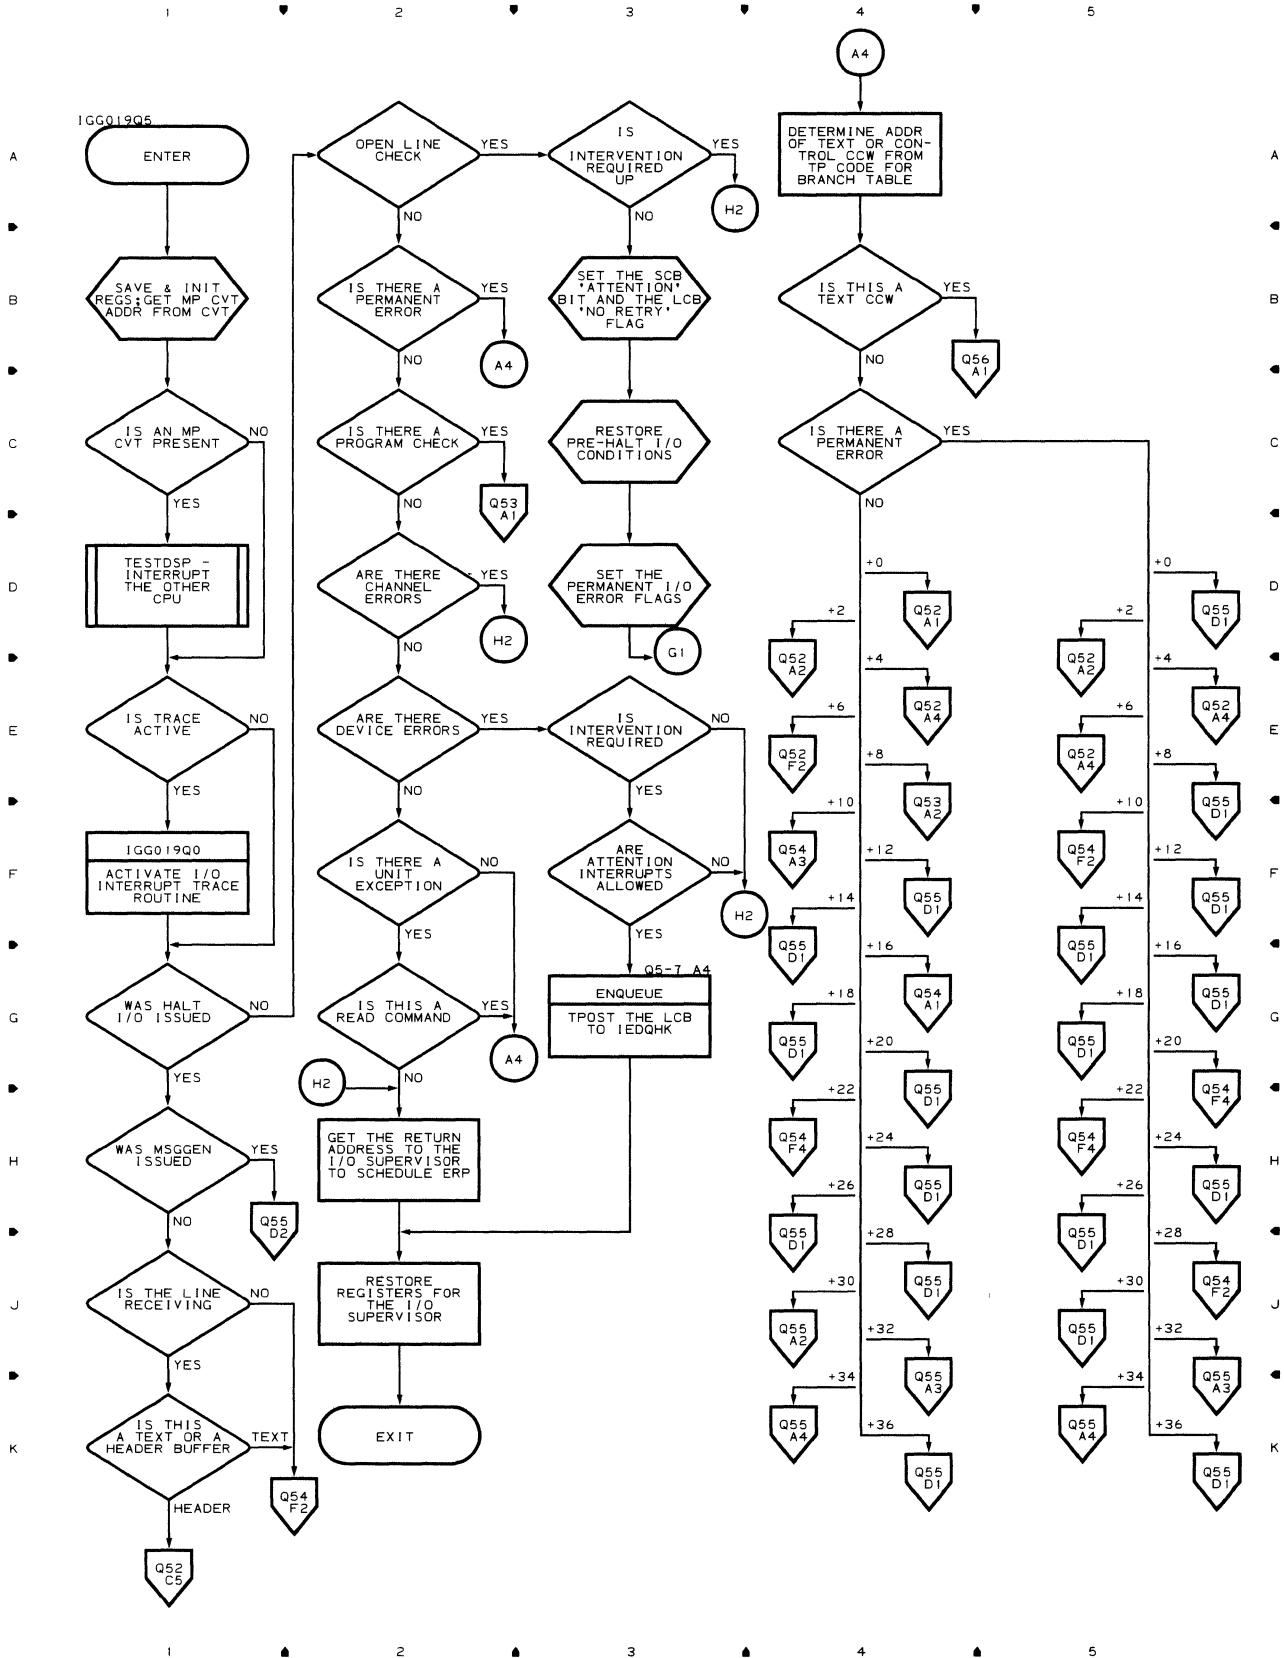 1 2 3 4 5
A4
IGG019Q5
ENTER
OPEN LINE
CHECK
YES
NO
IS
INTERVENTION
REQUIRED
UP
YES
H2
NO
DETERMINE ADDR
OF TEXT OR CON-
TROL CCW FROM
TP CODE FOR
BRANCH TABLE
A
A
SAVE & INIT
REGS;GET MP CVT
ADDR FROM CVT
IS THERE A
PERMANENT
ERROR
YES
A4
NO
SET THE SCB
'ATTENTION'
BIT AND THE LCB
'NO RETRY'
FLAG
IS THIS A
TEXT CCW
YES
Q56
A1
NO
B
B
IS AN MP
CVT PRESENT
NO
YES
IS THERE A
PROGRAM CHECK
YES
Q53
A1
NO
RESTORE
PRE-HALT I/O
CONDITIONS
IS THERE A
PERMANENT
ERROR
YES
NO
C
C
TESTDSP -
INTERRUPT
THE OTHER
CPU
ARE THERE
CHANNEL
ERRORS
YES
H2
NO
SET THE
PERMANENT I/O
ERROR FLAGS
G1
D
D
IS TRACE
ACTIVE
NO
YES
ARE THERE
DEVICE ERRORS
YES
NO
IS
INTERVENTION
REQUIRED
NO
YES
E
E
IGG019Q0
ACTIVATE I/O
INTERRUPT TRACE
ROUTINE
IS THERE A
UNIT
EXCEPTION
NO
YES
ARE
ATTENTION
INTERRUPTS
ALLOWED
NO
H2
YES
F
F
WAS HALT
I/O ISSUED
NO
YES
IS THIS A
READ COMMAND
YES
A4
NO
Q5-7 A4
ENQUEUE
TPOST THE LCB
TO IEDQHK
G
G
WAS MSGGEN
ISSUED
YES
Q55
D2
NO
H2
GET THE RETURN
ADDRESS TO THE
I/O SUPERVISOR
TO SCHEDULE ERP
H
H
IS THE LINE
RECEIVING
NO
YES
RESTORE
REGISTERS FOR
THE I/O
SUPERVISOR
J
J
IS THIS
A TEXT OR A
HEADER BUFFER
TEXT
Q54
F2
HEADER
Q52
C5
EXIT
K
K
+0
Q52
A1
+2
Q52
A2
+4
Q52
A4
+6
Q52
F2
+8
Q53
A2
+10
Q54
A3
+12
Q55
D1
+14
Q55
D1
+16
Q54
A1
+18
Q55
D1
+20
Q55
D1
+22
Q54
F4
+24
Q55
D1
+26
Q55
D1
+28
Q55
D1
+30
Q55
A2
+32
Q55
A3
+34
Q55
A4
+36
Q55
D1
+0
Q55
D1
+2
Q52
A2
+4
Q52
A4
+6
Q52
A4
+8
Q55
D1
+10
Q54
F2
+12
Q55
D1
+14
Q55
D1
+16
Q55
D1
+18
Q55
D1
+20
Q54
F4
+22
Q54
F4
+24
Q55
D1
+26
Q55
D1
+28
Q54
F2
+30
Q55
D1
+32
Q55
A3
+34
Q55
A4
+36
Q55
D1
1 2 3 4 5